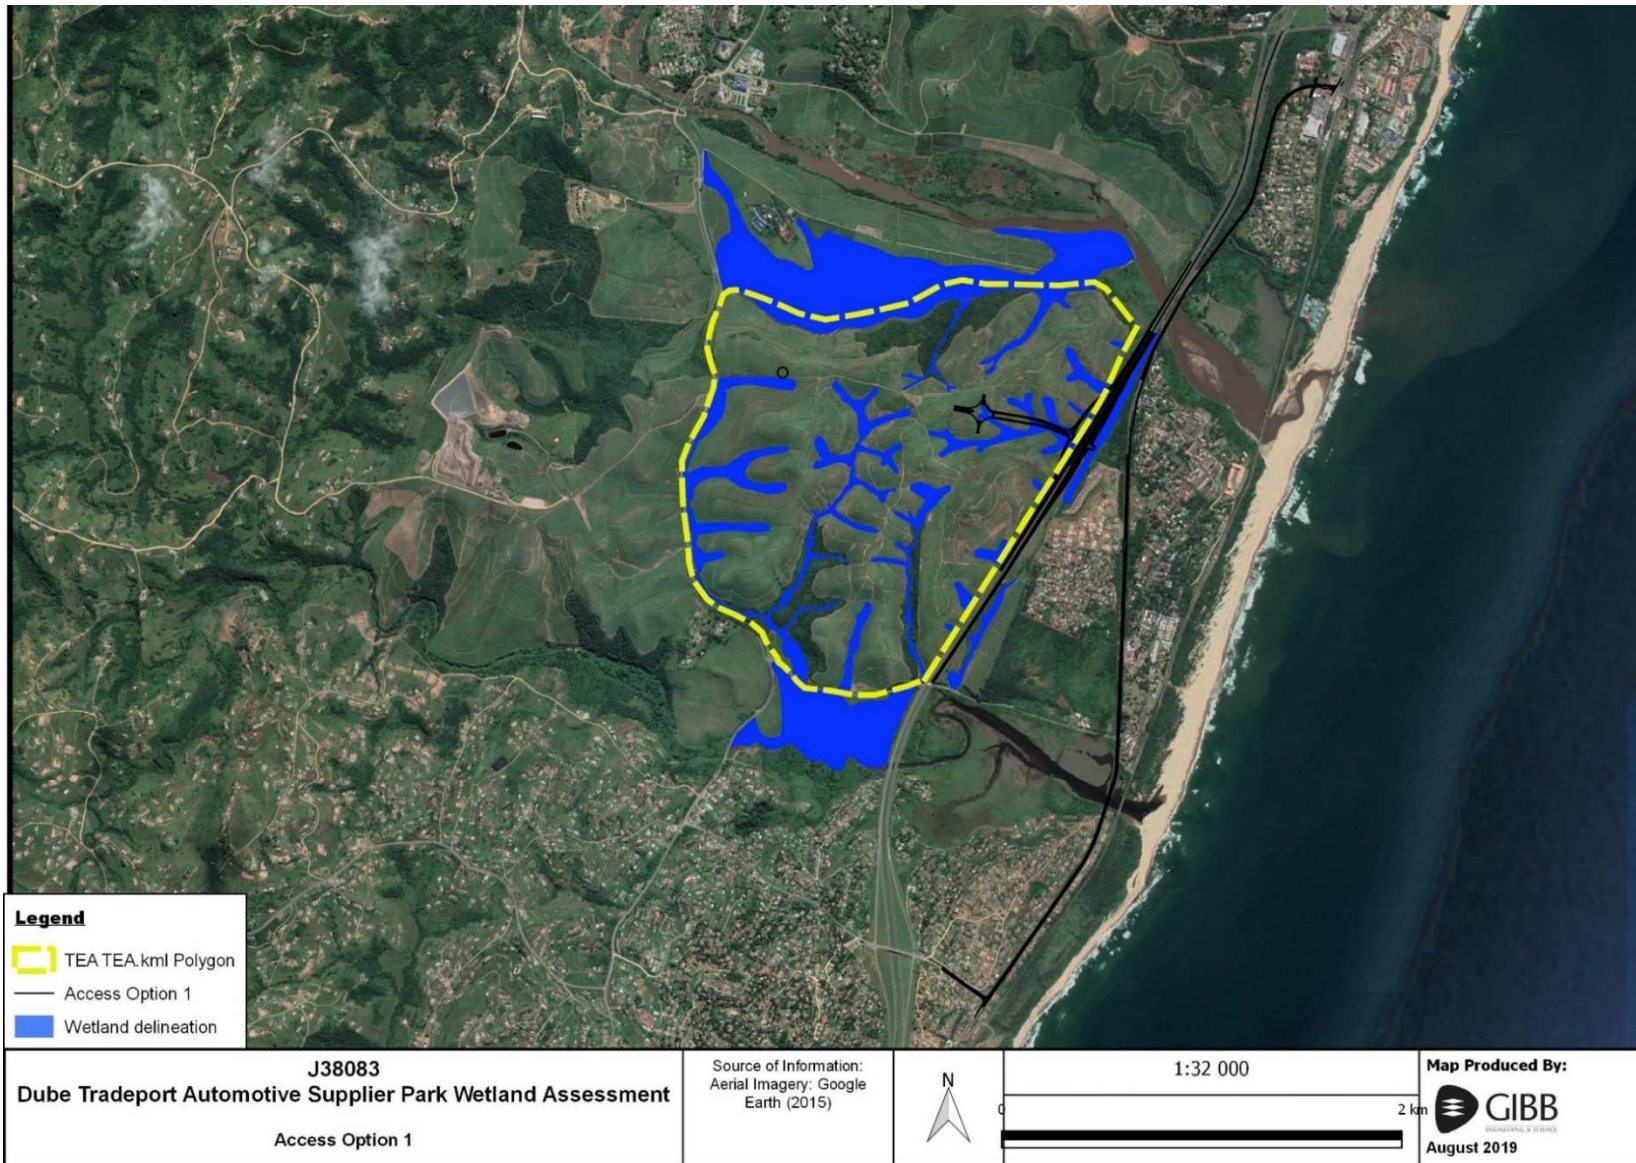 Legend
TEA TEA.kml Polygon
Access Option 1
Wetland delineation
J38083
Dube Tradeport Automotive Supplier Park Wetland Assessment
Access Option 1
Source of Information:
Aerial Imagery: Google
Earth (2015)
N
1:32 000
0
2 km
Map Produced By:
GIBB
ENGINEERING & SCIENCE
August 2019